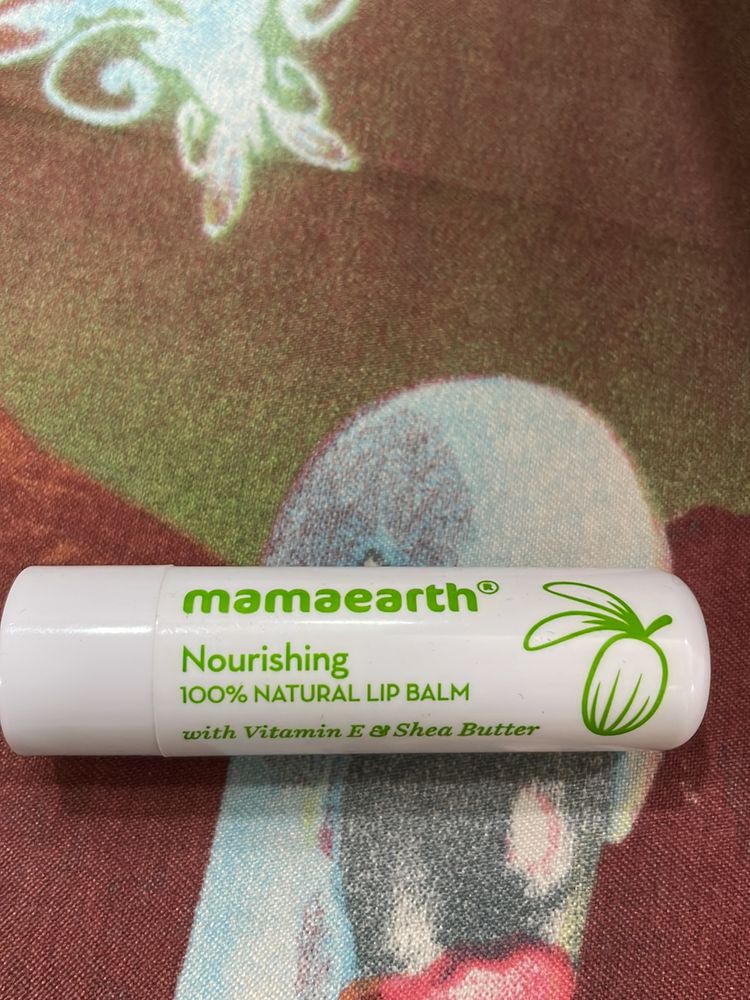 mamaearth®
Nourishing
100% NATURAL LIP BALM
with Vitamin E & Shea Butter